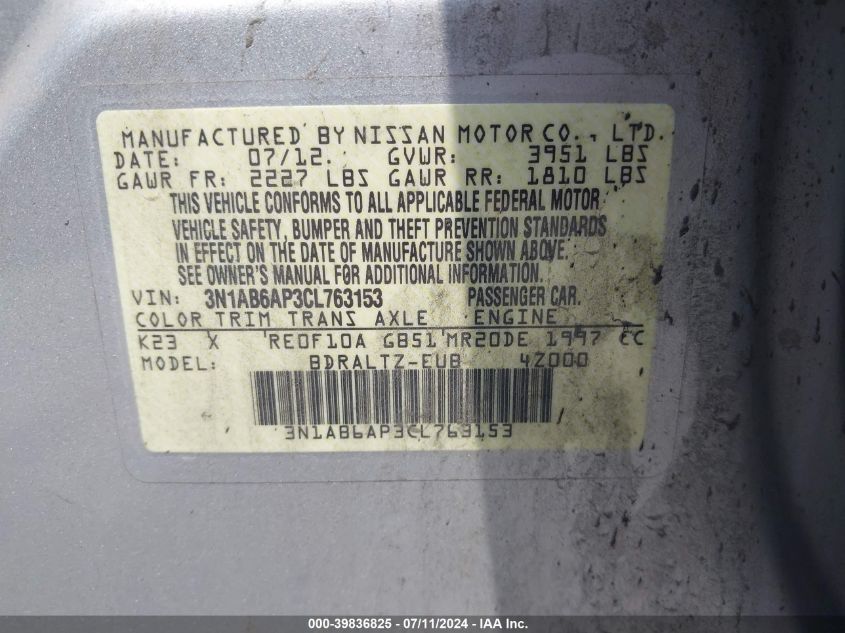 MANUFACTURED BY NISSAN MOTOR CO., LTD.
DATE: 07/12. GVWR: 3951 LBS
GAWR FR: 2227 LBS GAWR RR: 1810 LBS
THIS VEHICLE CONFORMS TO ALL APPLICABLE FEDERAL MOTOR
VEHICLE SAFETY, BUMPER AND THEFT PREVENTION STANDARDS
IN EFFECT ON THE DATE OF MANUFACTURE SHOWN ABOVE.
SEE OWNER'S MANUAL FOR ADDITIONAL INFORMATION.
VIN: 3N1AB6AP3CL763153 PASSENGER CAR.
COLOR TRIM TRANS AXLE ENGINE
K23 X RE0F10A GB51 MR20DE 1997 CC
MODEL: BDRALTZ-EUB 4Z000
3N1AB6AP3CL763153
000-39836825 - 07/11/2024 - IAA Inc.